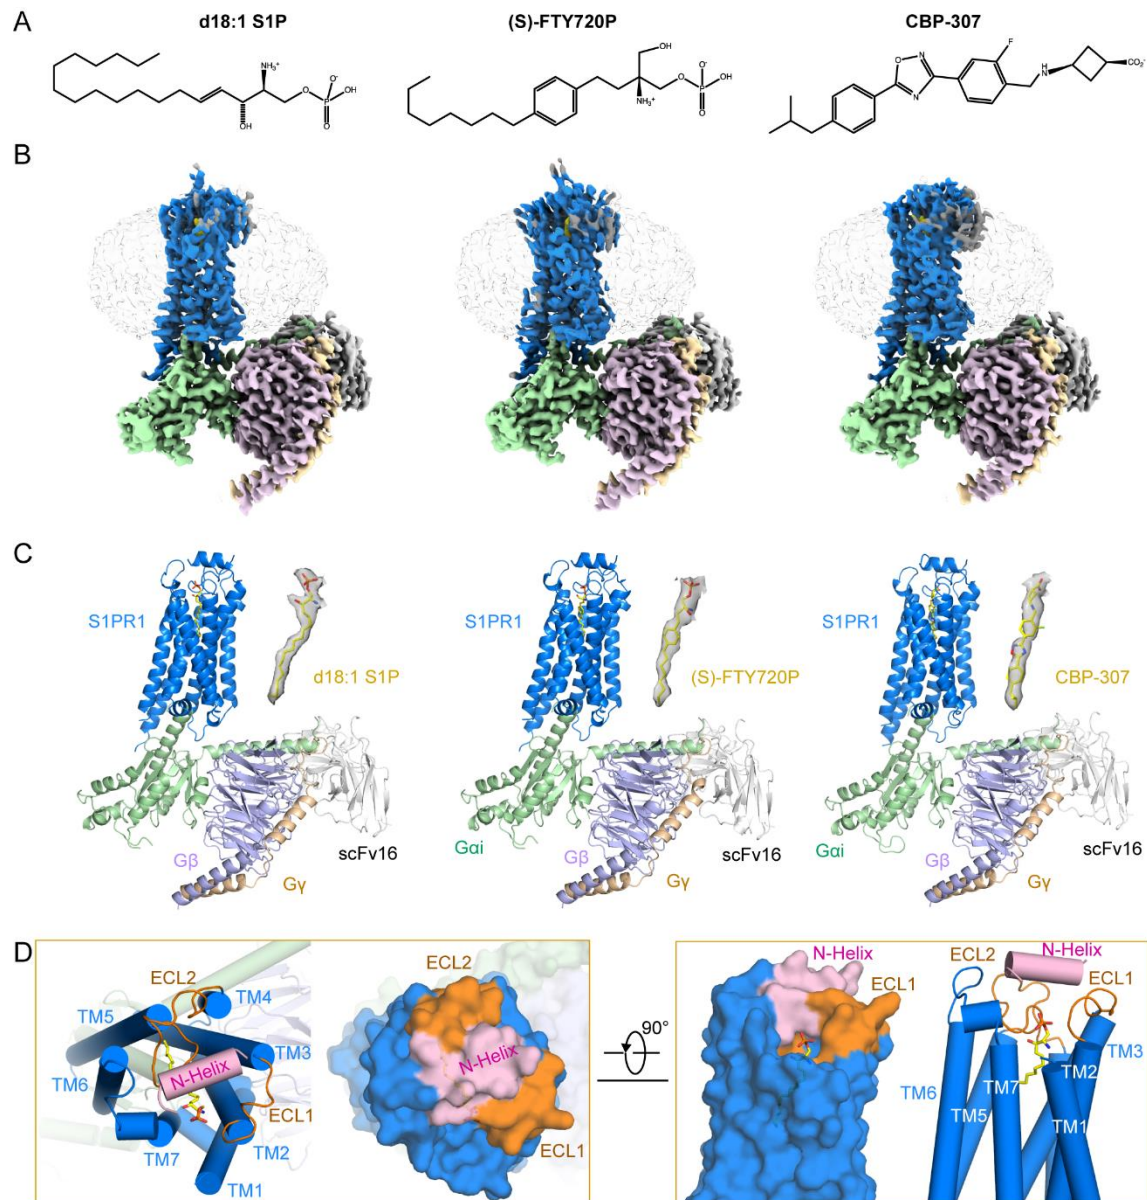 A
d18:1 S1P
(S)-FTY720P
CBP-307
NH₃⁺
O
P
O⁻
OH
O
OH
OH
O
P
O⁻
OH
O
NH₃⁺
O
N
N
F
H
N
CO₂⁻
B
C
S1PR1
d18:1 S1P
S1PR1
(S)-FTY720P
S1PR1
CBP-307
Gβ
Gγ
scFv16
Gαi
Gβ
Gγ
scFv16
Gαi
Gβ
Gγ
scFv16
D
ECL2
TM4
TM5
TM3
N-Helix
TM6
ECL1
TM7
TM2
TM1
ECL2
N-Helix
ECL1
90°
N-Helix
ECL1
N-Helix
ECL2
ECL1
TM3
TM6
TM7
TM2
TM5
TM1